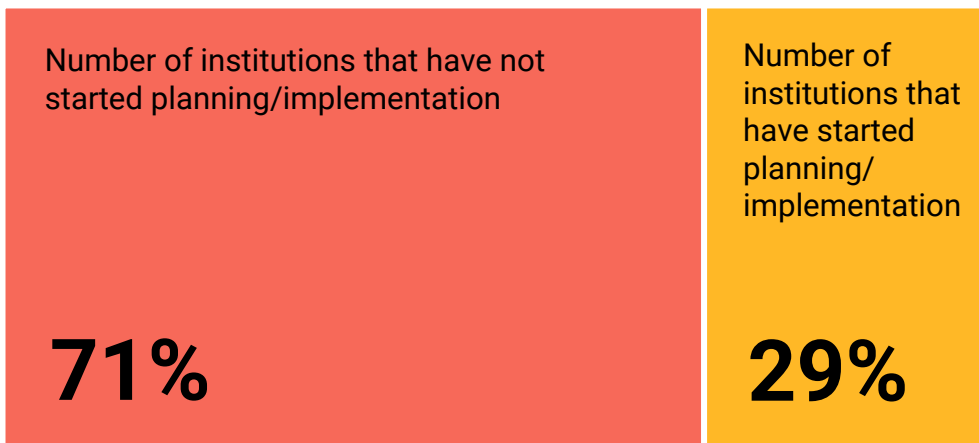 Number of institutions that have not
started planning/implementation
71%
Number of
institutions that
have started
planning/
implementation
29%